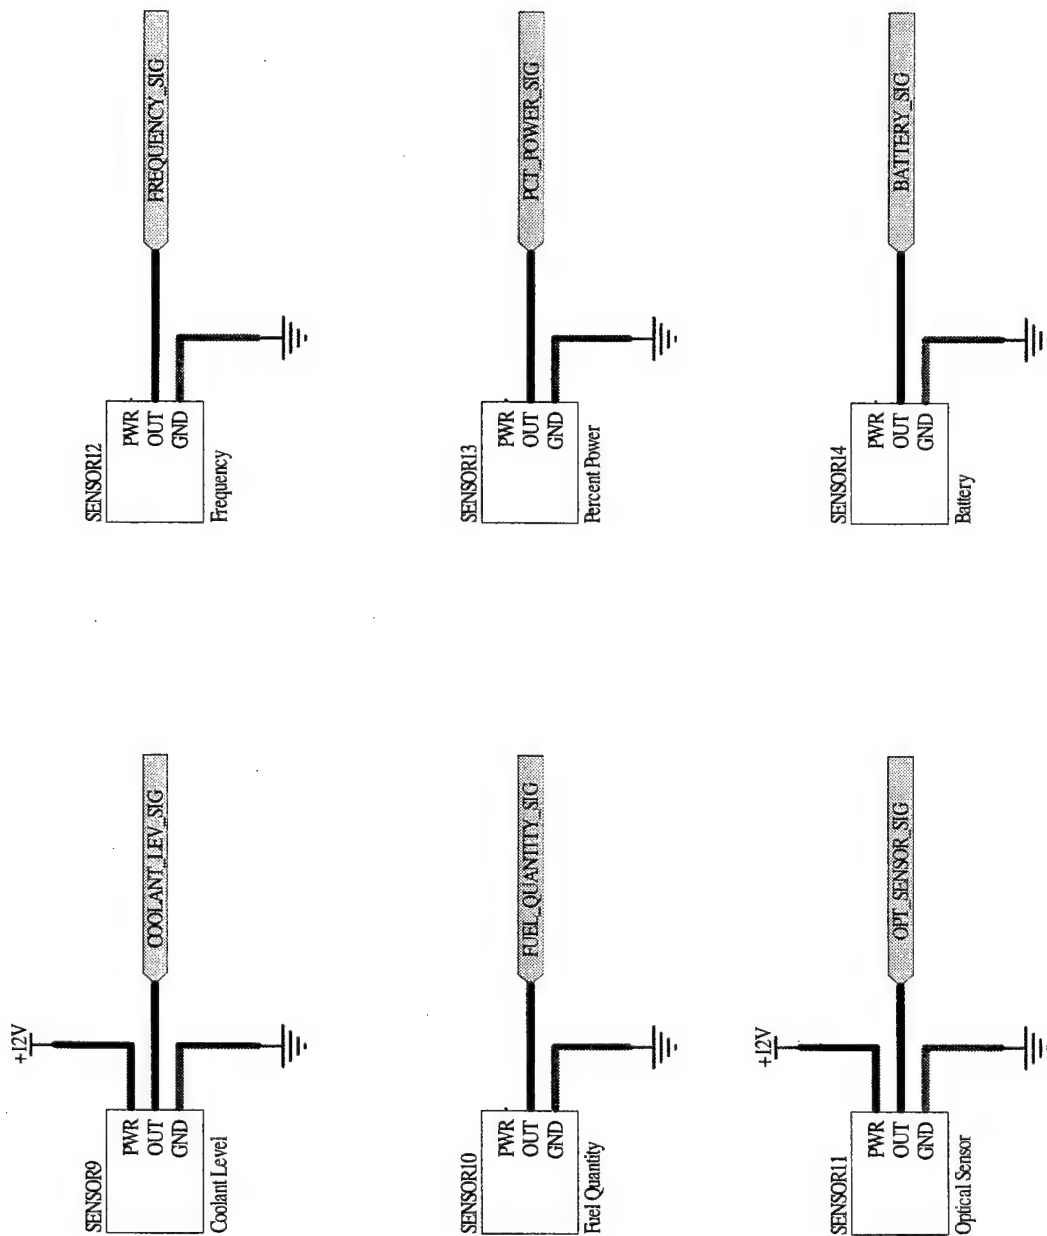 +12V
SENSOR9
PWR
OUT
GND
COOLANT_LEV_SIG
Coolant Level
SENSOR12
PWR
OUT
GND
FREQUENCY_SIG
Frequency
SENSOR10
PWR
OUT
GND
FUEL_QUANTITY_SIG
Fuel Quantity
SENSOR13
PWR
OUT
GND
PCT_POWER_SIG
Percent Power
+12V
SENSOR11
PWR
OUT
GND
OPT_SENSOR_SIG
Optical Sensor
SENSOR14
PWR
OUT
GND
BATTERY_SIG
Battery